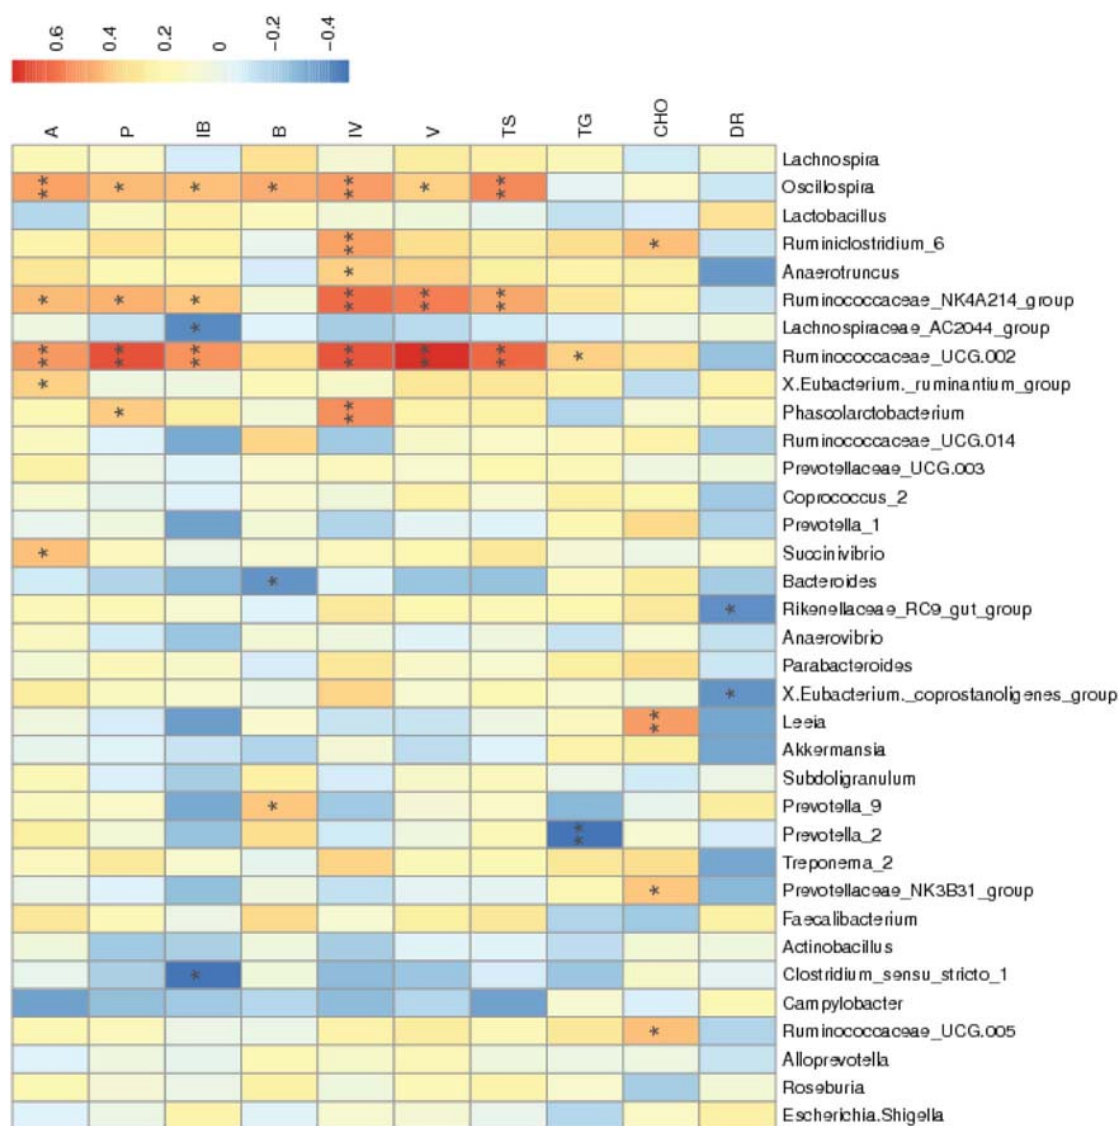 0.6 0.4 0.2 0 -0.2 -0.4
A P IB B IV V TS TG CHO DR
Lachnospira
** * * * ** * ** Oscillospira
Lactobacillus
** * Ruminiclostridium_6
* Anaerotruncus
* * * ** ** ** Ruminococcaceae_NK4A214_group
* Lachnospiraceae_AC2044_group
** ** ** ** ** ** * Ruminococcaceae_UCG.002
* X.Eubacterium._ruminantium_group
* ** Phascolarctobacterium
Ruminococcaceae_UCG.014
Prevotellaceae_UCG.003
Coprococcus_2
Prevotella_1
* Succinivibrio
* Bacteroides
* Rikenellaceae_RC9_gut_group
Anaerovibrio
Parabacteroides
* X.Eubacterium._coprostanoligenes_group
** Leeia
Akkermansia
Subdoligranulum
* Prevotella_9
** Prevotella_2
Treponema_2
* Prevotellaceae_NK3B31_group
Faecalibacterium
Actinobacillus
* Clostridium_sensu_stricto_1
Campylobacter
* Ruminococcaceae_UCG.005
Alloprevotella
Roseburia
Escherichia.Shigella